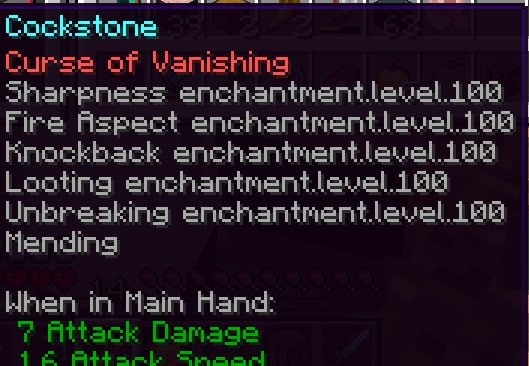 Cockstone
Curse of Vanishing
Sharpness enchantment.level.100
Fire Aspect enchantment.level.100
Knockback enchantment.level.100
Looting enchantment.level.100
Unbreaking enchantment.level.100
Mending
When in Main Hand:
7 Attack Damage
1.6 Attack Speed